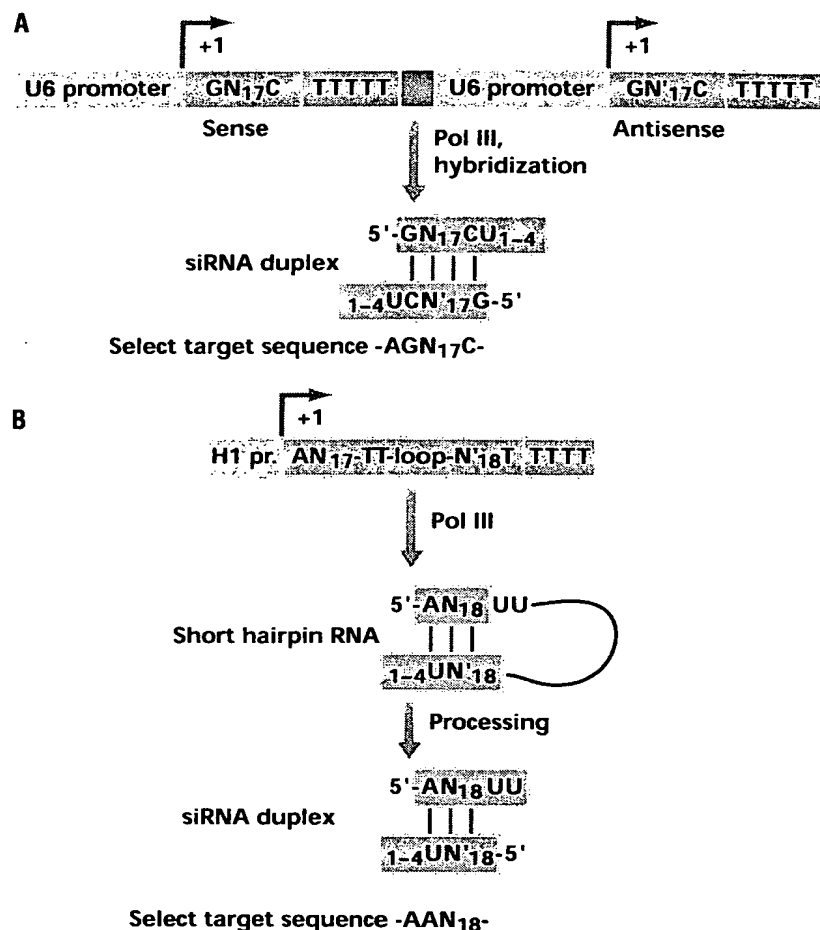 A
+1
+1
U6 promoter GN17C TTTTT U6 promoter GN'17C TTTTT
Sense
Antisense
Pol III,
hybridization
5'-GN17CU1–4
siRNA duplex
1–4UCN'17G-5'
Select target sequence -AGN17C-
B
+1
H1 pr. AN17-TT-loop-N'18T TTTT
Pol III
5'-AN18 UU
Short hairpin RNA
1–4UN'18
Processing
5'-AN18UU
siRNA duplex
1–4UN'18-5'
Select target sequence -AAN18-